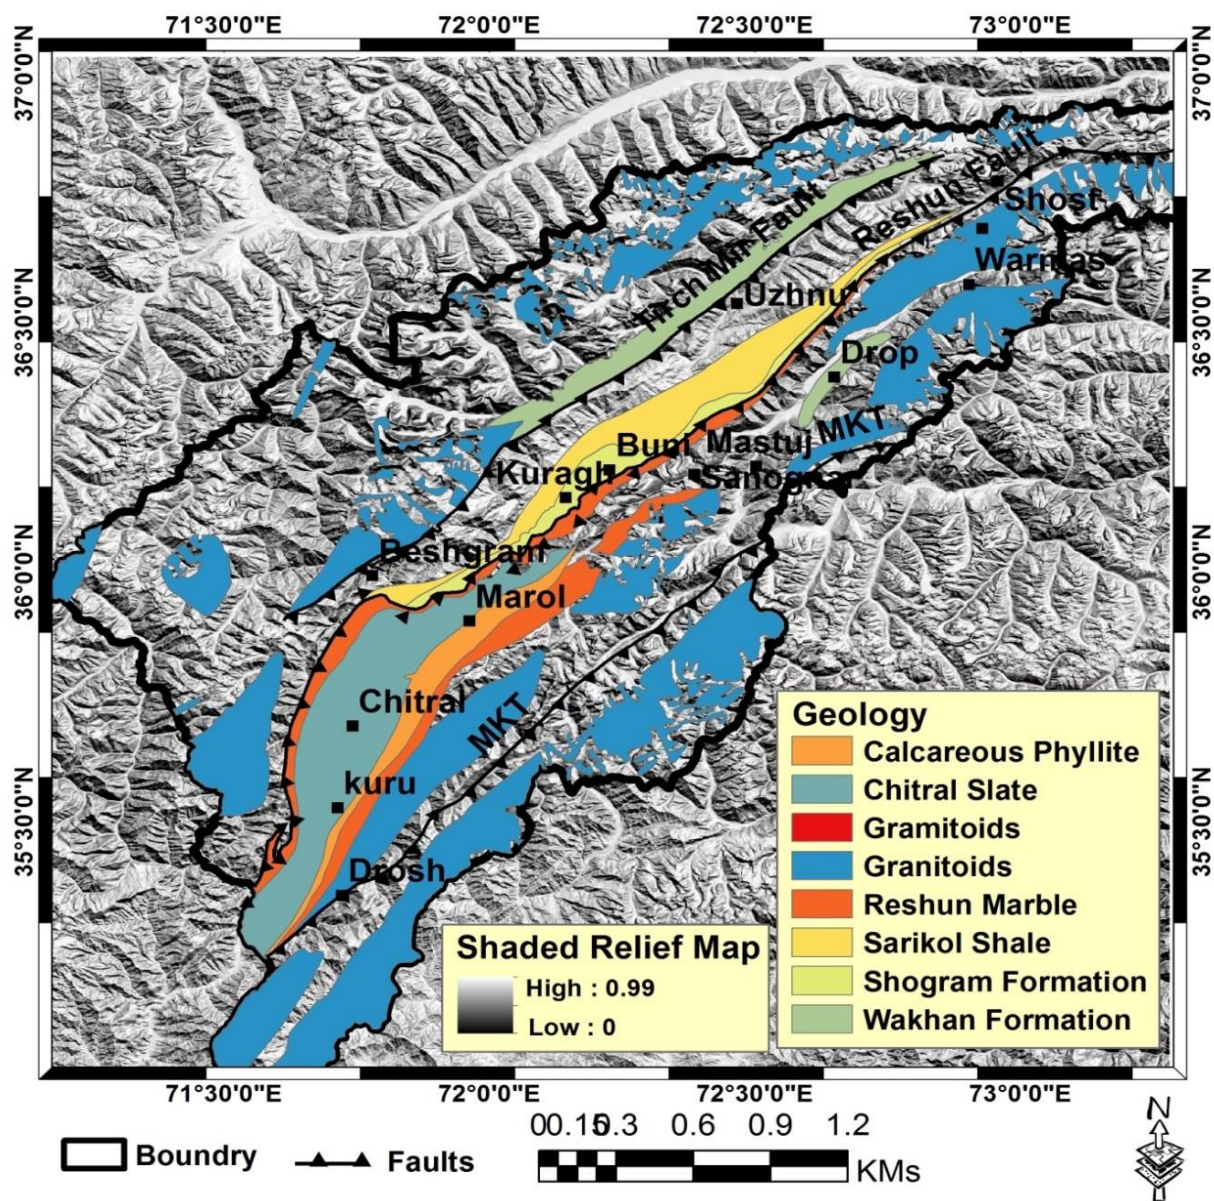 71°30'0"E 72°0'0"E 72°30'0"E 73°0'0"E
37°0'0"N
36°30'0"N
36°0'0"N
35°30'0"N
37°0'0"N
36°30'0"N
36°0'0"N
35°30'0"N
Tirch Mir Fault
Reshun Fault
Shost
Warmas
Uzhnu
Drop
MKT
Buni
Mastuj
Kuragh
Sanoghar
Beshgram
Marol
Chitral
MKT
kuru
Drosh
Geology
Calcareous Phyllite
Chitral Slate
Gramitoids
Granitoids
Reshun Marble
Sarikol Shale
Shogram Formation
Wakhan Formation
Shaded Relief Map
High : 0.99
Low : 0
71°30'0"E 72°0'0"E 72°30'0"E 73°0'0"E
Boundry
Faults
0 0.15 0.3 0.6 0.9 1.2
KMs
N